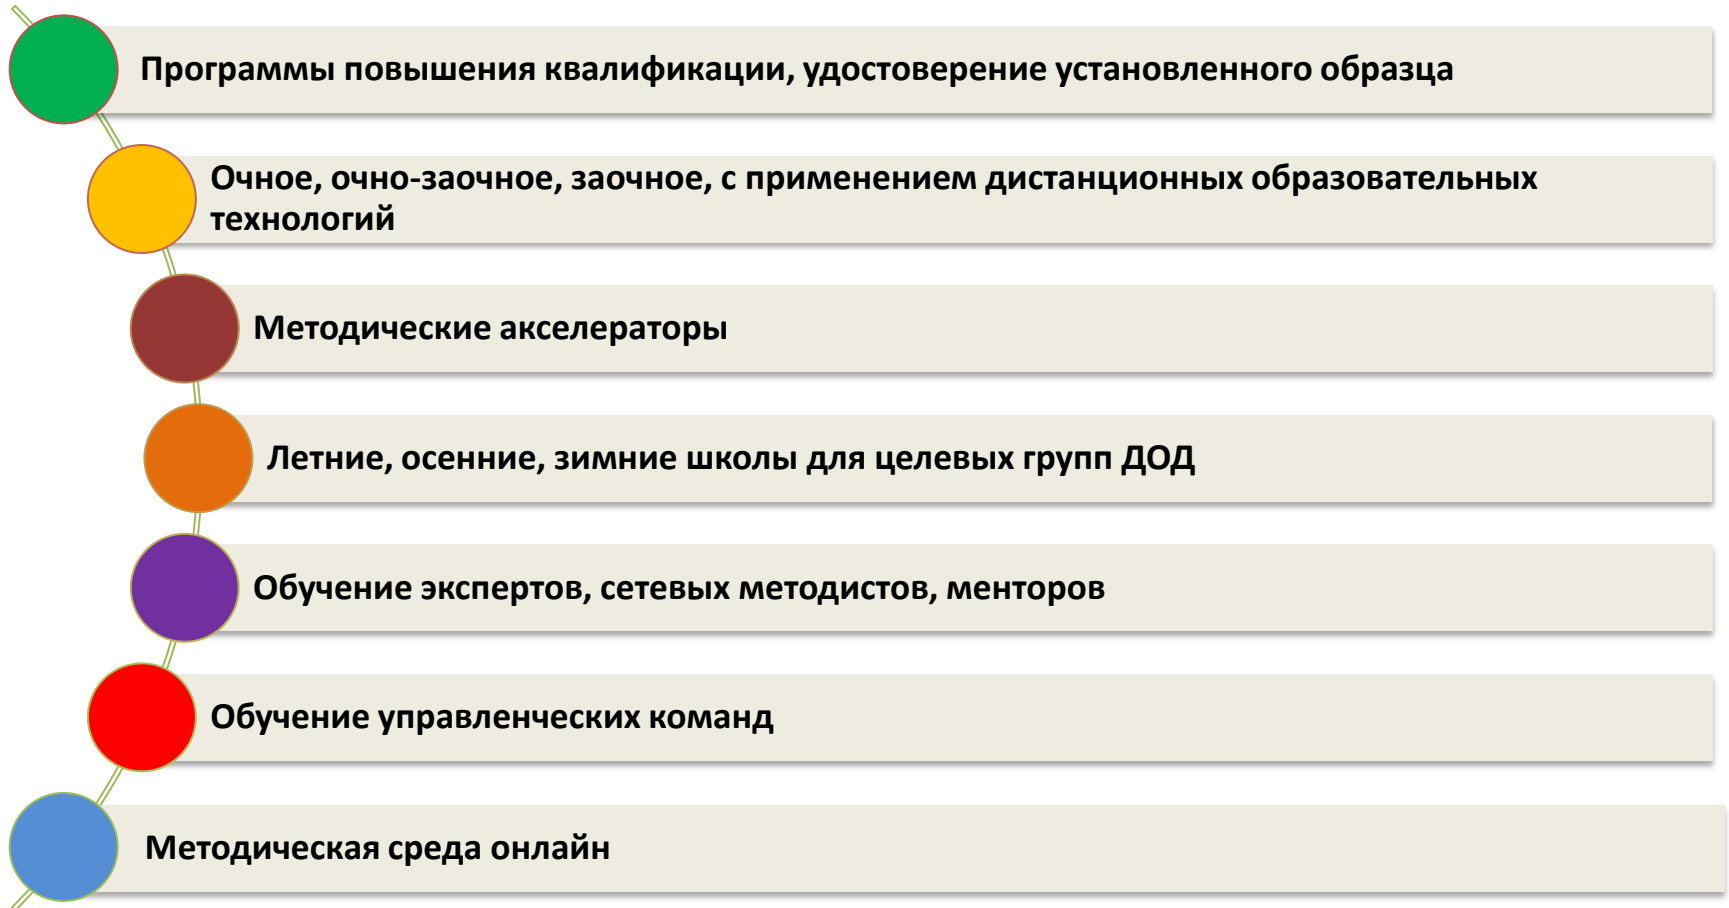 Программы повышения квалификации, удостоверение установленного образца
Очное, очно-заочное, заочное, с применением дистанционных образовательных
технологий
Методические акселераторы
Летние, осенние, зимние школы для целевых групп ДОД
Обучение экспертов, сетевых методистов, менторов
Обучение управленческих команд
Методическая среда онлайн